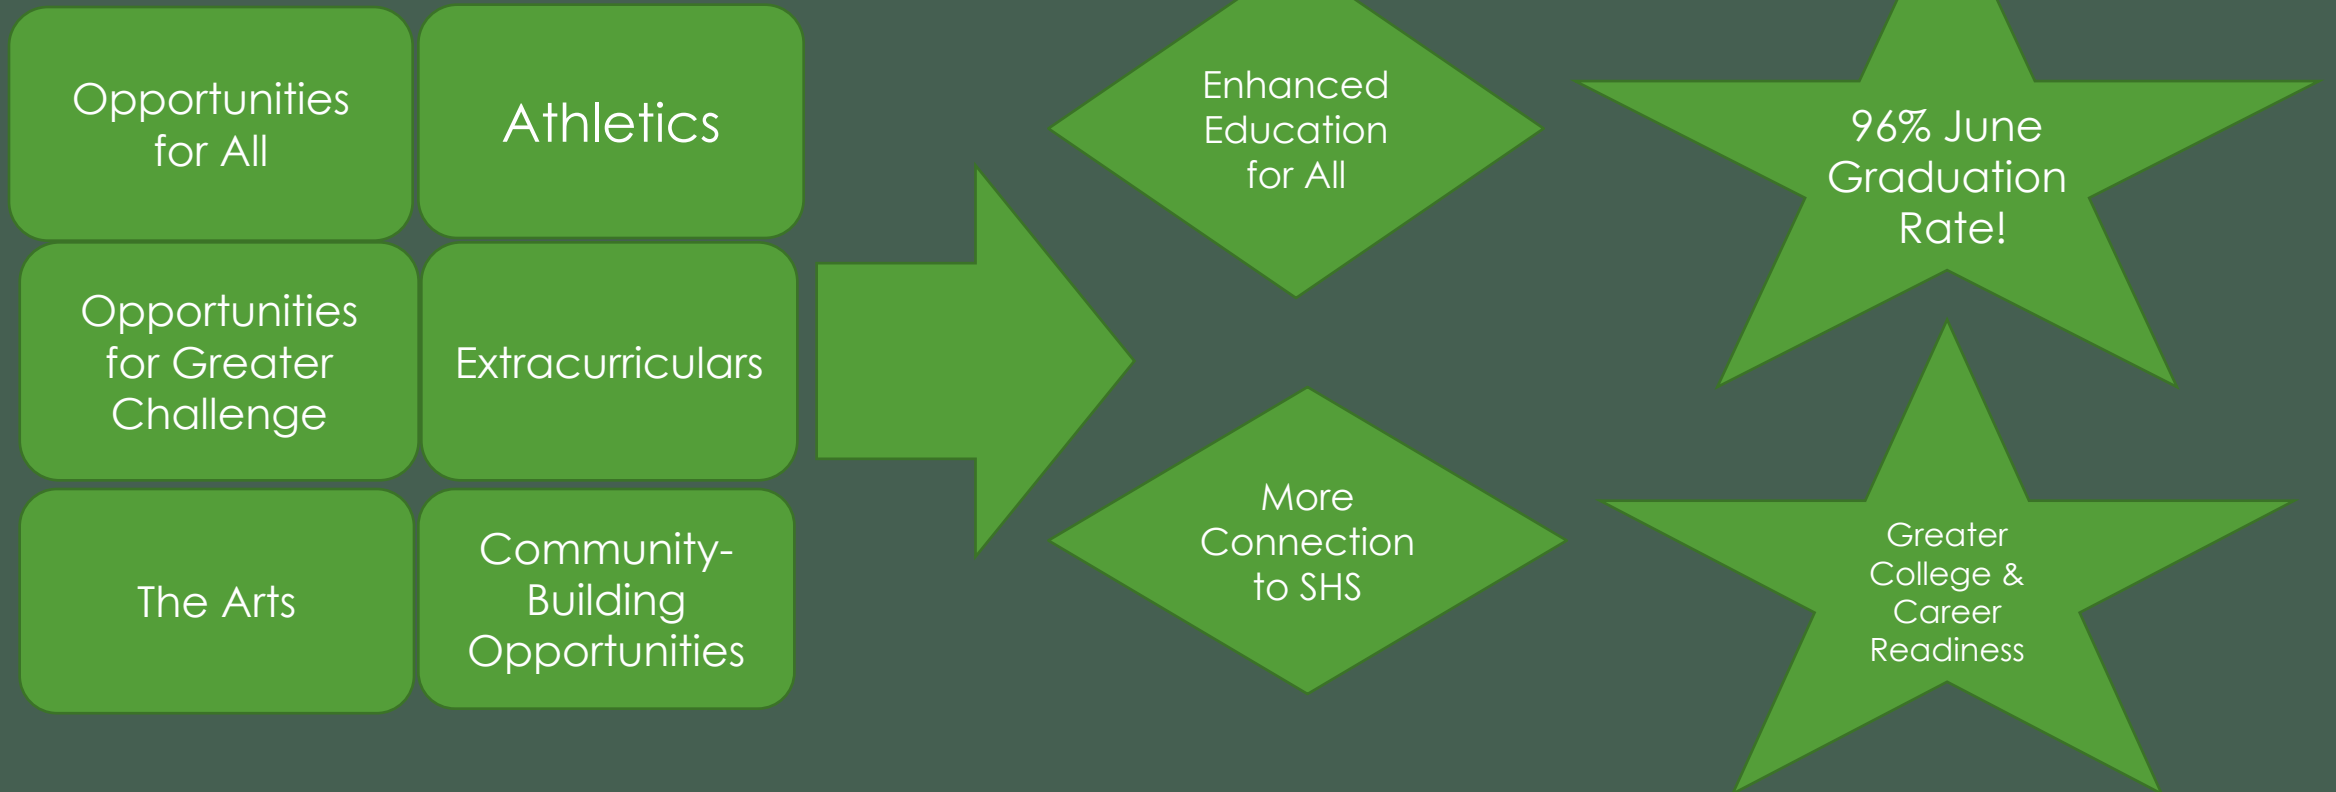 Opportunities
for All
Athletics
Opportunities
for Greater
Challenge
Extracurriculars
The Arts
Community-
Building
Opportunities
Enhanced
Education
for All
More
Connection
to SHS
96% June
Graduation
Rate!
Greater
College &
Career
Readiness